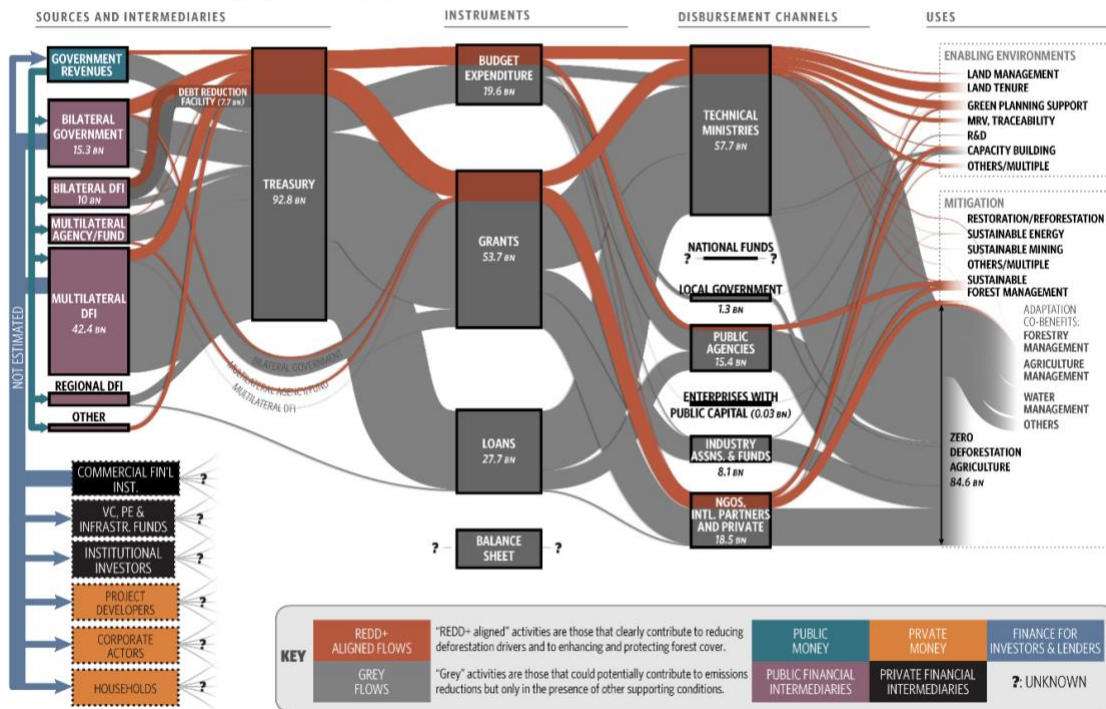 SOURCES AND INTERMEDIARIES
INSTRUMENTS
DISBURSEMENT CHANNELS
USES
NOT ESTIMATED
GOVERNMENT
REVENUES
BILATERAL
GOVERNMENT
15.3 BN
BILATERAL DFI
10 BN
MULTILATERAL
AGENCY/FUND
MULTILATERAL
DFI
42.4 BN
REGIONAL DFI
OTHER
COMMERCIAL FIN'L
INST.
?
VC, PE &
INFRASTR. FUNDS
?
INSTITUTIONAL
INVESTORS
?
PROJECT
DEVELOPERS
?
CORPORATE
ACTORS
?
HOUSEHOLDS
?
DEBT REDUCTION
FACILITY (7.7 BN)
TREASURY
92.8 BN
BILATERAL GOVERNMENT
MULTILATERAL AGENCY/FUND
MULTILATERAL DFI
BUDGET
EXPENDITURE
19.6 BN
GRANTS
53.7 BN
LOANS
27.7 BN
? BALANCE
SHEET ?
TECHNICAL
MINISTRIES
57.7 BN
NATIONAL FUNDS
? ?
LOCAL GOVERNMENT
1.3 BN
PUBLIC
AGENCIES
15.4 BN
ENTERPRISES WITH
PUBLIC CAPITAL (0.03 BN)
INDUSTRY
ASSNS. & FUNDS
8.1 BN
NGOS,
INTL. PARTNERS
AND PRIVATE
18.5 BN
ENABLING ENVIRONMENTS
LAND MANAGEMENT
LAND TENURE
GREEN PLANNING SUPPORT
MRV, TRACEABILITY
R&D
CAPACITY BUILDING
OTHERS/MULTIPLE
MITIGATION
RESTORATION/REFORESTATION
SUSTAINABLE ENERGY
SUSTAINABLE MINING
OTHERS/MULTIPLE
SUSTAINABLE
FOREST MANAGEMENT
ADAPTATION
CO-BENEFITS:
FORESTRY
MANAGEMENT
AGRICULTURE
MANAGEMENT
WATER
MANAGEMENT
OTHERS
ZERO
DEFORESTATION
AGRICULTURE
84.6 BN
KEY
REDD+
ALIGNED FLOWS
"REDD+ aligned" activities are those that clearly contribute to reducing
deforestation drivers and to enhancing and protecting forest cover.
GREY
FLOWS
"Grey" activities are those that could potentially contribute to emissions
reductions but only in the presence of other supporting conditions.
PUBLIC
MONEY
PRVATE
MONEY
FINANCE FOR
INVESTORS & LENDERS
PUBLIC FINANCIAL
INTERMEDIARIES
PRIVATE FINANCIAL
INTERMEDIARIES
?: UNKNOWN